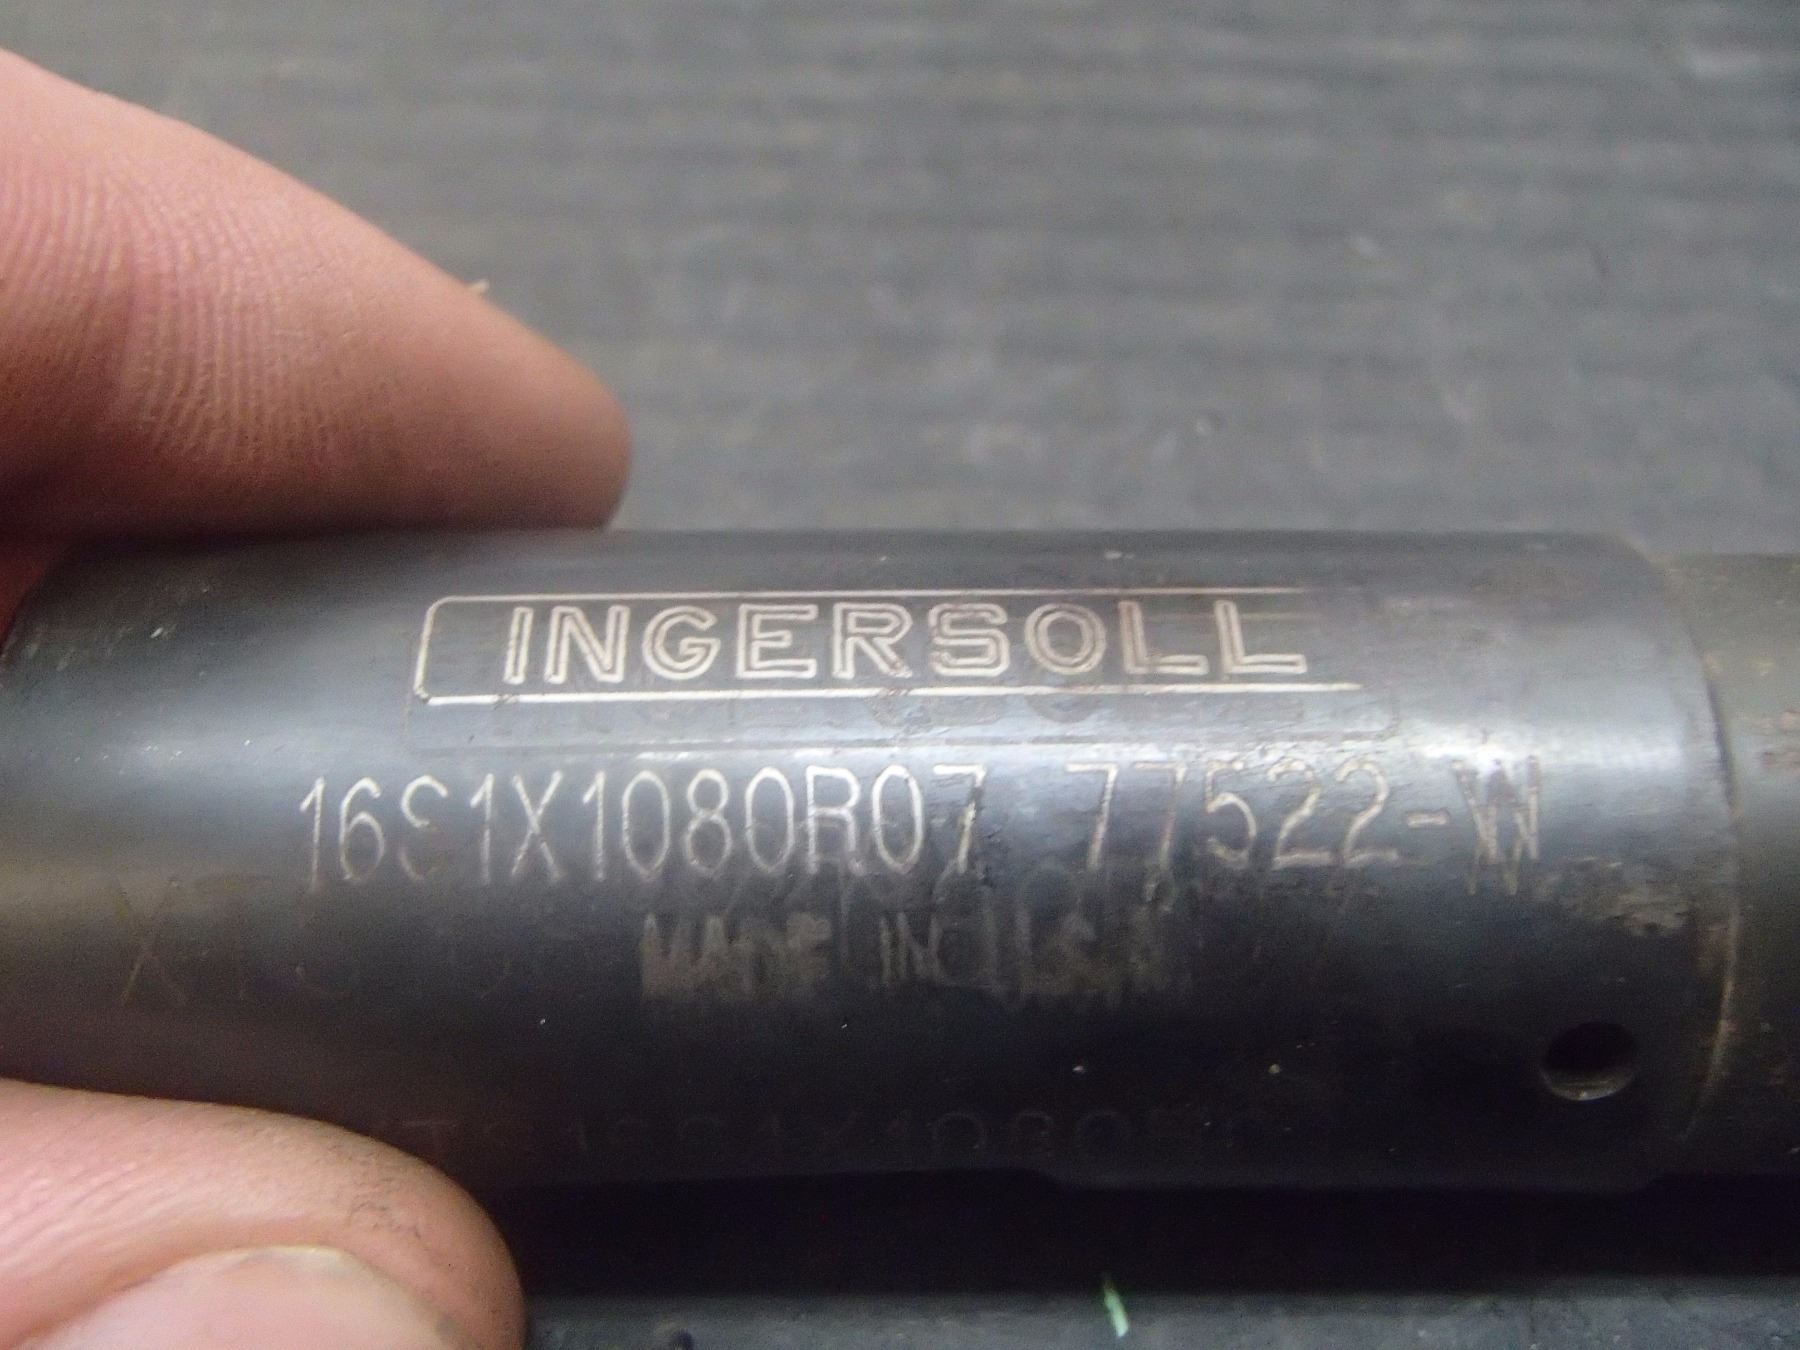 INGERSOLL
16S1X1080R07 77522-W
MADE IN U.S.A.